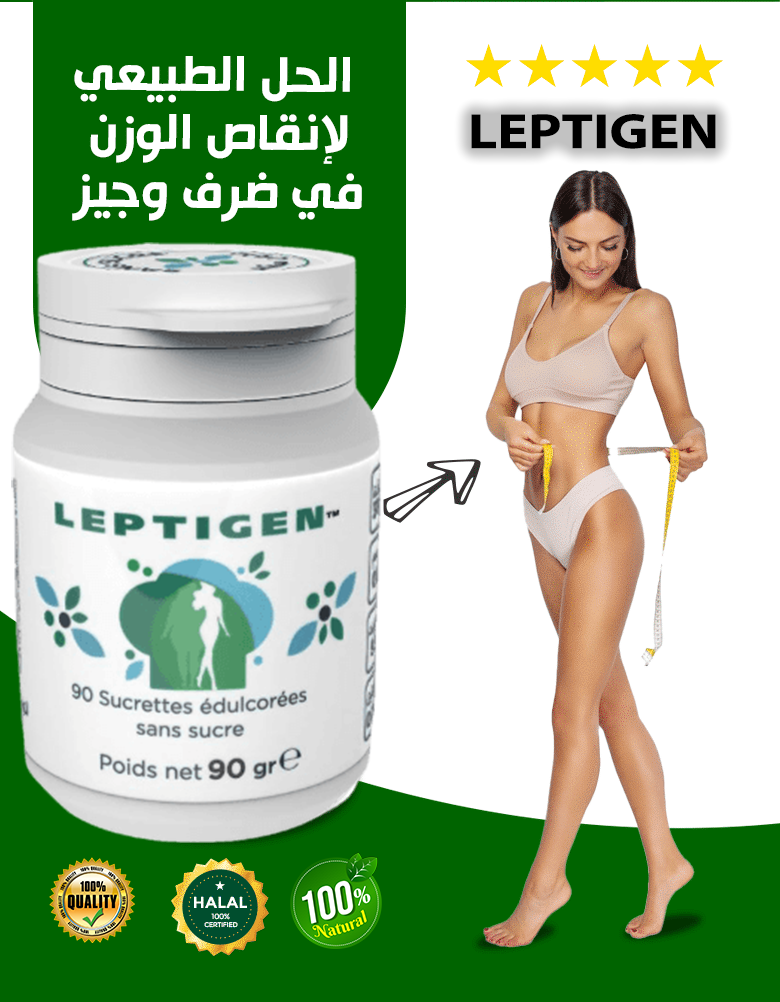 الحل الطبيعي
لإنقاص الوزن
في ضرف وجيز
LEPTIGEN
LEPTIGEN™
90 Sucrettes édulcorées
sans sucre
Poids net 90 gr℮
100%
QUALITY
HALAL
100%
CERTIFIED
100%
Natural